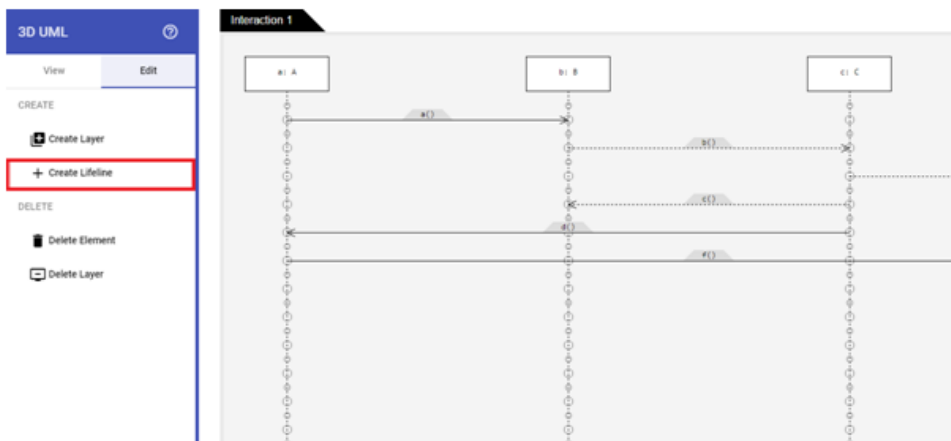 3D UML
View Edit
CREATE
Create Layer
Create Lifeline
DELETE
Delete Element
Delete Layer
Interaction 1
a: A b: B c: C
a()
b()
c()
d()
f()